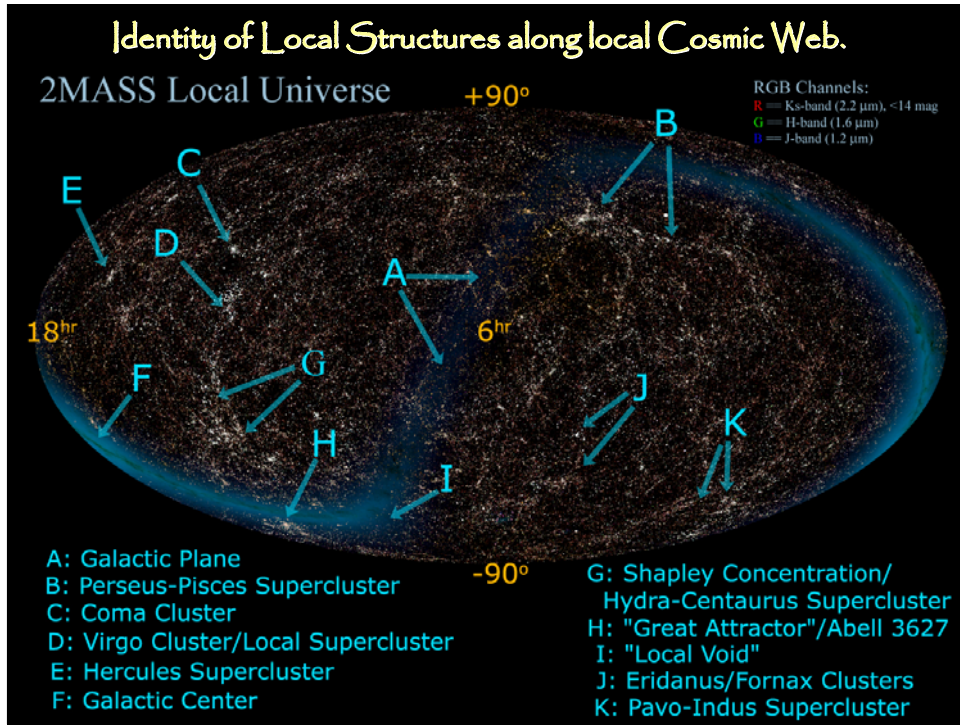 Identity of Local Structures along local Cosmic Web.
2MASS Local Universe
RGB Channels:
R == Ks-band (2.2 μm), <14 mag
G == H-band (1.6 μm)
B == J-band (1.2 μm)
+90°
B
C
E
D
A
18hr
6hr
G
F
J
K
H
I
-90°
A: Galactic Plane
B: Perseus-Pisces Supercluster
C: Coma Cluster
D: Virgo Cluster/Local Supercluster
E: Hercules Supercluster
F: Galactic Center
G: Shapley Concentration/
Hydra-Centaurus Supercluster
H: "Great Attractor"/Abell 3627
I: "Local Void"
J: Eridanus/Fornax Clusters
K: Pavo-Indus Supercluster